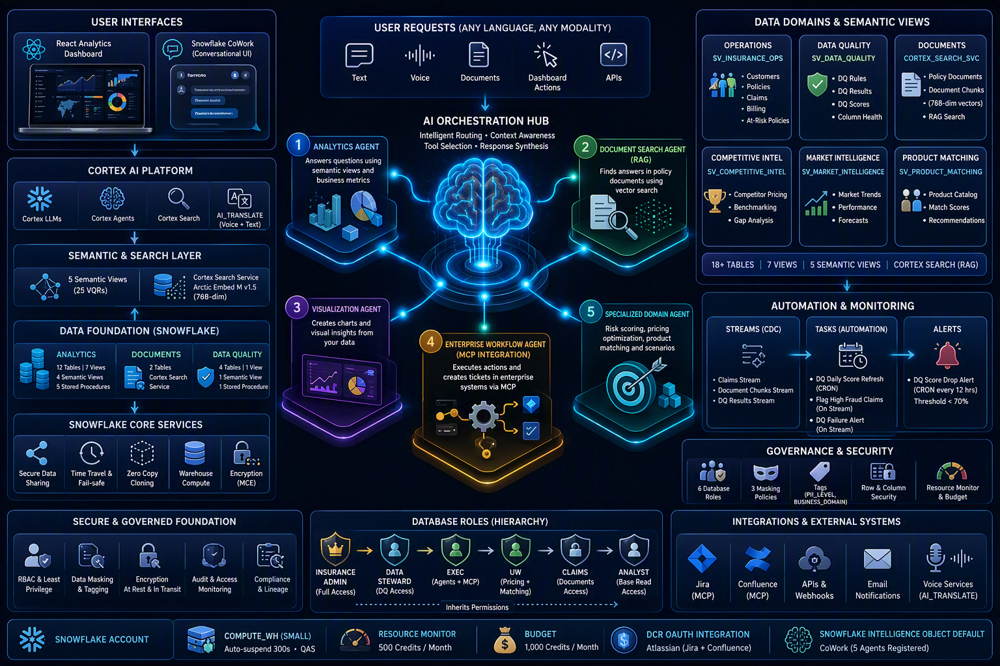 USER INTERFACES
React Analytics
Dashboard
Snowflake CoWork
(Conversational UI)
CORTEX AI PLATFORM
Cortex LLMs
Cortex Agents
Cortex Search
AI_TRANSLATE
(Voice + Text)
SEMANTIC & SEARCH LAYER
5 Semantic Views
(25 VQRs)
Cortex Search Service
Arctic Embed M v1.5
(768-dim)
DATA FOUNDATION (SNOWFLAKE)
ANALYTICS
12 Tables | 7 Views
4 Semantic Views
5 Stored Procedures
DOCUMENTS
2 Tables
Cortex Search
Service
DATA QUALITY
4 Tables | 1 View
1 Semantic View
1 Stored Procedure
SNOWFLAKE CORE SERVICES
Secure Data
Sharing
Time Travel &
Fail-safe
Zero Copy
Cloning
Warehouse
Compute
Encryption
(MCE)
USER REQUESTS (ANY LANGUAGE, ANY MODALITY)
Text
Voice
Documents
Dashboard
Actions
APIs
AI ORCHESTRATION HUB
Intelligent Routing • Context Awareness
Tool Selection • Response Synthesis
1
ANALYTICS AGENT
Answers questions using
semantic views and
business metrics
2
DOCUMENT SEARCH AGENT
(RAG)
Finds answers in policy
documents using
vector search
3
VISUALIZATION AGENT
Creates charts and
visual insights from
your data
4
ENTERPRISE WORKFLOW AGENT
(MCP INTEGRATION)
Executes actions and
creates tickets in enterprise
systems via MCP
5
SPECIALIZED DOMAIN AGENT
Risk scoring, pricing
optimization, product
matching and scenarios
DATA DOMAINS & SEMANTIC VIEWS
OPERATIONS
SV_INSURANCE_OPS
• Customers
• Policies
• Claims
• Billing
• At-Risk Policies
DATA QUALITY
SV_DATA_QUALITY
• DQ Rules
• DQ Results
• DQ Scores
• Column Health
DOCUMENTS
CORTEX_SEARCH_SVC
• Policy Documents
• Document Chunks
• (768-dim vectors)
• RAG Search
COMPETITIVE INTEL
SV_COMPETITIVE_INTEL
• Competitor Pricing
• Benchmarking
• Gap Analysis
MARKET INTELLIGENCE
SV_MARKET_INTELLIGENCE
• Market Trends
• Performance
• Forecasts
PRODUCT MATCHING
SV_PRODUCT_MATCHING
• Product Catalog
• Match Scores
• Recommendations
18+ TABLES | 7 VIEWS | 5 SEMANTIC VIEWS | CORTEX SEARCH (RAG)
AUTOMATION & MONITORING
STREAMS (CDC)
• Claims Stream
• Document Chunks Stream
• DQ Results Stream
TASKS (AUTOMATION)
• DQ Daily Score Refresh
(CRON)
• Flag High Fraud Claims
(On Stream)
• DQ Failure Alert
(On Stream)
ALERTS
• DQ Score Drop Alert
(CRON every 12 hrs)
Threshold < 70%
GOVERNANCE & SECURITY
6 Database
Roles
3 Masking
Policies
Tags
(PII_LEVEL,
BUSINESS_DOMAIN)
Row & Column
Security
Resource Monitor
& Budget
SECURE & GOVERNED FOUNDATION
RBAC & Least
Privilege
Data Masking
& Tagging
Encryption
At Rest & In Transit
Audit & Access
Monitoring
Compliance
& Lineage
DATABASE ROLES (HIERARCHY)
INSURANCE
ADMIN
(Full Access)
DATA
STEWARD
(DQ Access)
EXEC
(Agents + MCP)
UW
(Pricing +
Matching)
CLAIMS
(Documents
Access)
ANALYST
(Base Read
Access)
Inherits Permissions
INTEGRATIONS & EXTERNAL SYSTEMS
Jira
(MCP)
Confluence
(MCP)
APIs &
Webhooks
Email
Notifications
Voice Services
(AI_TRANSLATE)
SNOWFLAKE ACCOUNT
COMPUTE_WH (SMALL)
Auto-suspend 300s • QAS
RESOURCE MONITOR
500 Credits / Month
BUDGET
1,000 Credits / Month
DCR OAUTH INTEGRATION
Atlassian (Jira + Confluence)
SNOWFLAKE INTELLIGENCE OBJECT DEFAULT
CoWork (5 Agents Registered)